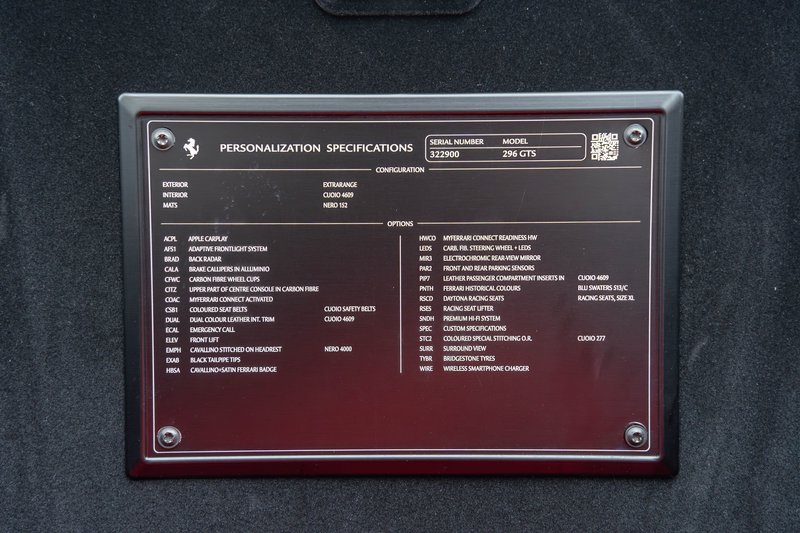 PERSONALIZATION SPECIFICATIONS
SERIAL NUMBER MODEL
322900 296 GTS
CONFIGURATION
EXTERIOR EXTRARANGE
INTERIOR CUOIO 4609
MATS NERO 152
OPTIONS
ACPL APPLE CARPLAY
AFS1 ADAPTIVE FRONTLIGHT SYSTEM
BRAD BACK RADAR
CALA BRAKE CALLIPERS IN ALLUMINIO
CFWC CARBON FIBRE WHEEL CUPS
CITZ UPPER PART OF CENTRE CONSOLE IN CARBON FIBRE
COAC MYFERRARI CONNECT ACTIVATED
CSB1 COLOURED SEAT BELTS CUOIO SAFETY BELTS
DUAL DUAL COLOUR LEATHER INT. TRIM CUOIO 4609
ECAL EMERGENCY CALL
ELEV FRONT LIFT
EMPH CAVALLINO STITCHED ON HEADREST NERO 4000
EXAB BLACK TAILPIPE TIPS
HBSA CAVALLINO+SATIN FERRARI BADGE
HWCO MYFERRARI CONNECT READINESS HW
LEDS CARB. FIB. STEERING WHEEL + LEDS
MIR3 ELECTROCHROMIC REAR-VIEW MIRROR
PAR2 FRONT AND REAR PARKING SENSORS
PIP7 LEATHER PASSENGER COMPARTMENT INSERTS IN CUOIO 4609
PNTH FERRARI HISTORICAL COLOURS BLU SWATERS 513/C
RSCD DAYTONA RACING SEATS RACING SEATS, SIZE XL
RSES RACING SEAT LIFTER
SNDH PREMIUM HI-FI SYSTEM
SPEC CUSTOM SPECIFICATIONS
STC2 COLOURED SPECIAL STITCHING O.R. CUOIO 277
SURR SURROUND VIEW
TYBR BRIDGESTONE TYRES
WIRE WIRELESS SMARTPHONE CHARGER